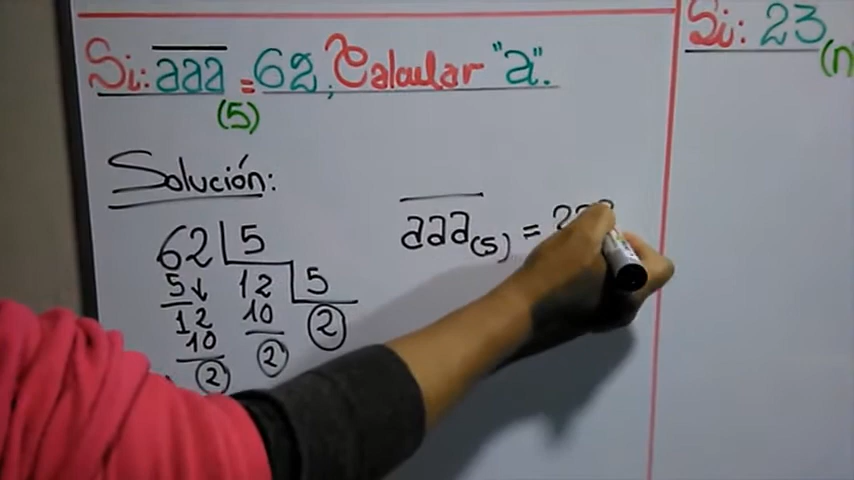 Si: aaa(5) = 62, Calcular "a".
Si: 23(n
Solución:
62 5
5 12 5
12 10 2
10 2
2
aaa(5) = 222